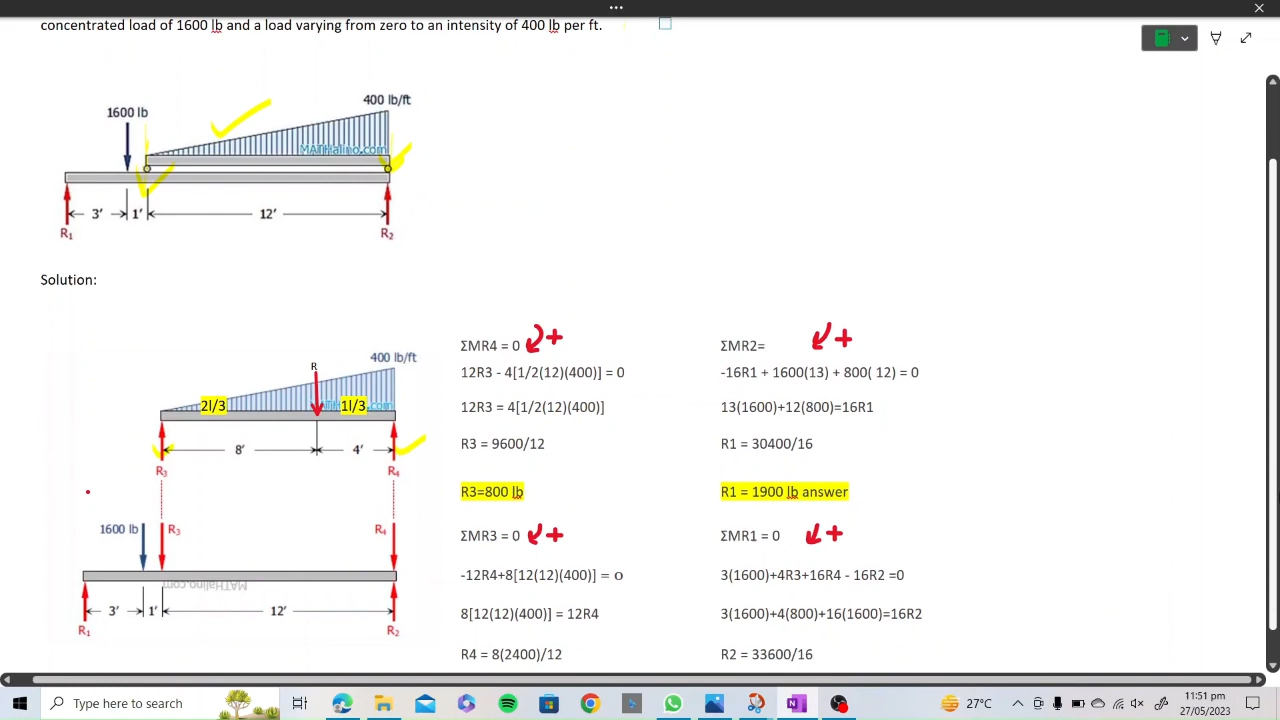 concentrated load of 1600 lb and a load varying from zero to an intensity of 400 lb per ft.
400 lb/ft
1600 lb
MATHalino.com
3'
1'
12'
R1
R2
Solution:
400 lb/ft
R
2l/3
1l/3
.com
8'
4'
R3
R4
1600 lb
R3
R4
MATHalino.com
3'
1'
12'
R1
R2
ΣMR4 = 0 +
12R3 - 4[1/2(12)(400)] = 0
12R3 = 4[1/2(12)(400)]
R3 = 9600/12
R3=800 lb
ΣMR3 = 0 +
-12R4+8[12(12)(400)] = 0
8[12(12)(400)] = 12R4
R4 = 8(2400)/12
ΣMR2= +
-16R1 + 1600(13) + 800( 12) = 0
13(1600)+12(800)=16R1
R1 = 30400/16
R1 = 1900 lb answer
ΣMR1 = 0 +
3(1600)+4R3+16R4 - 16R2 =0
3(1600)+4(800)+16(1600)=16R2
R2 = 33600/16
Type here to search
27°C
11:51 pm
27/05/2023